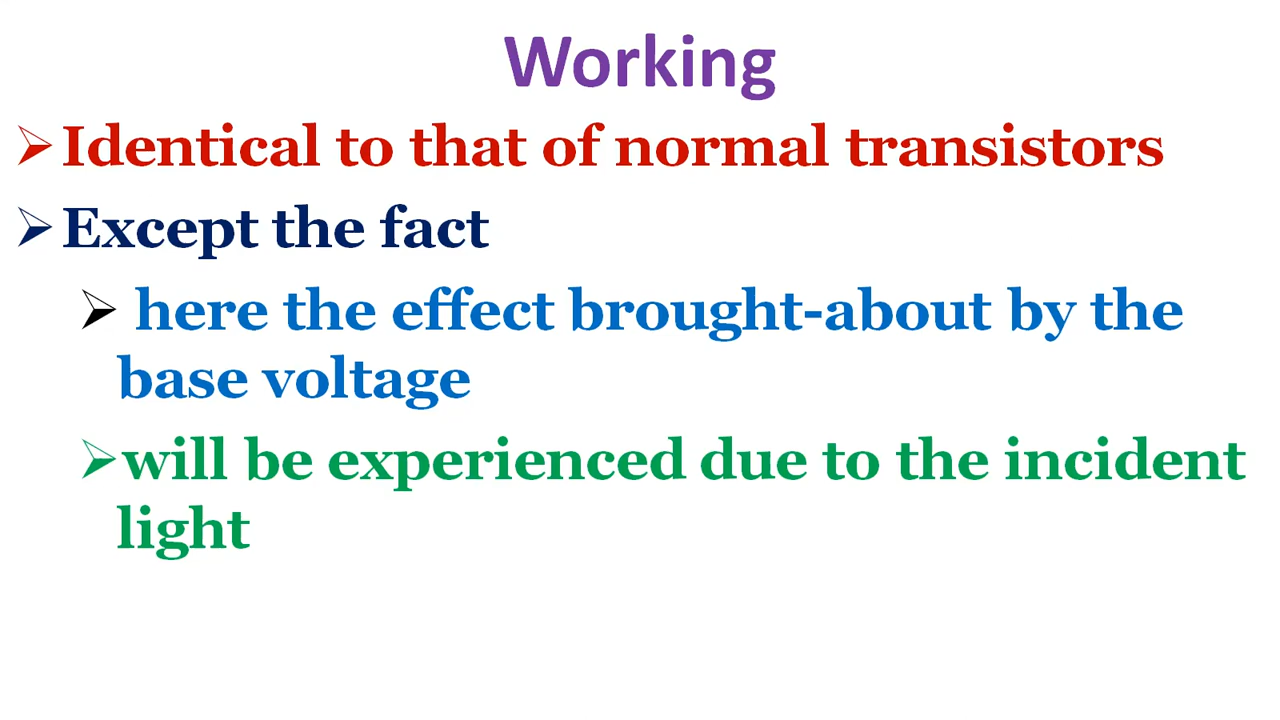 Working
Identical to that of normal transistors
Except the fact
here the effect brought-about by the
base voltage
will be experienced due to the incident
light